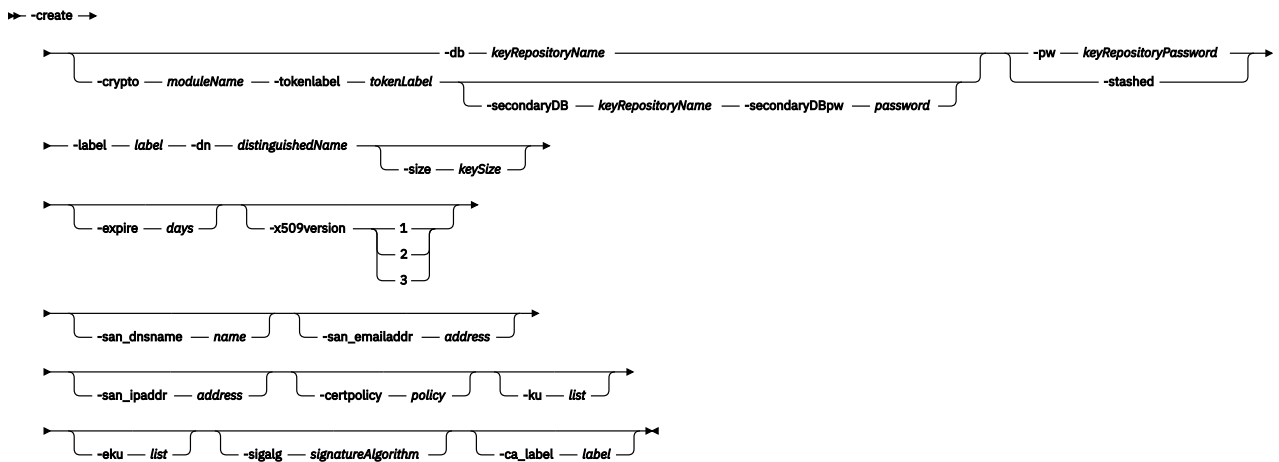 -create
-db keyRepositoryName -pw keyRepositoryPassword
-crypto moduleName -tokenlabel tokenLabel -stashed
-secondaryDB keyRepositoryName -secondaryDBpw password
-label label -dn distinguishedName
-size keySize
-expire days -x509version 1
2
3
-san_dnsname name -san_emailaddr address
-san_ipaddr address -certpolicy policy -ku list
-eku list -sigalg signatureAlgorithm -ca_label label